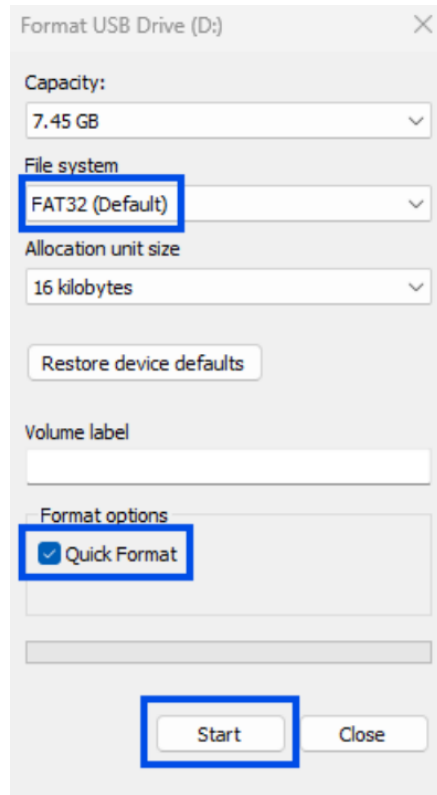 Format USB Drive (D:)
Capacity:
7.45 GB
File system
FAT32 (Default)
Allocation unit size
16 kilobytes
Restore device defaults
Volume label
Format options
Quick Format
Start Close